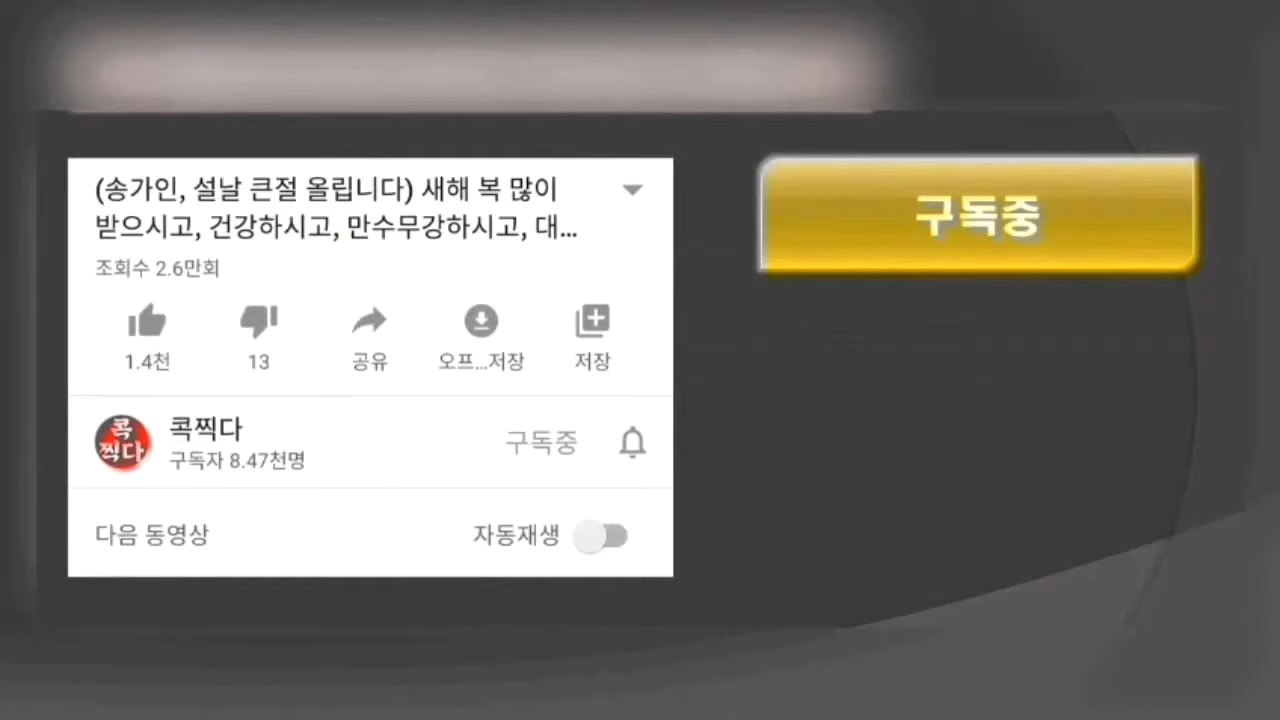 (송가인, 설날 큰절 올립니다) 새해 복 많이
받으시고, 건강하시고, 만수무강하시고, 대...
조회수 2.6만회
1.4천
13
공유
오프...저장
저장
콕
찍다
콕찍다
구독자 8.47천명
구독중
다음 동영상
자동재생
구독중